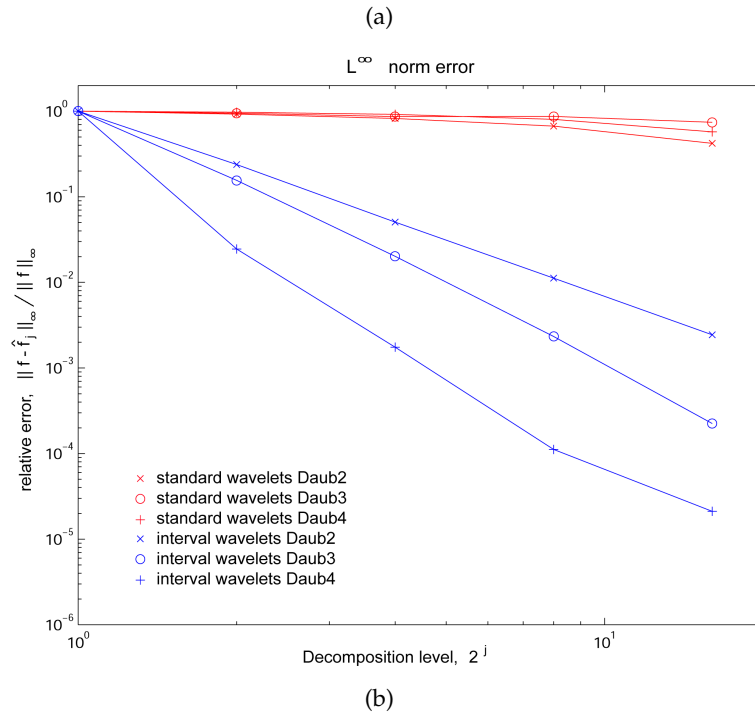 (a)
L∞ norm error
10⁰
10⁻¹
10⁻²
10⁻³
10⁻⁴
10⁻⁵
10⁻⁶
relative error, || f - f̂ⱼ ||∞ / || f ||∞
standard wavelets Daub2
standard wavelets Daub3
standard wavelets Daub4
interval wavelets Daub2
interval wavelets Daub3
interval wavelets Daub4
10⁰
10¹
Decomposition level, 2 ʲ
(b)